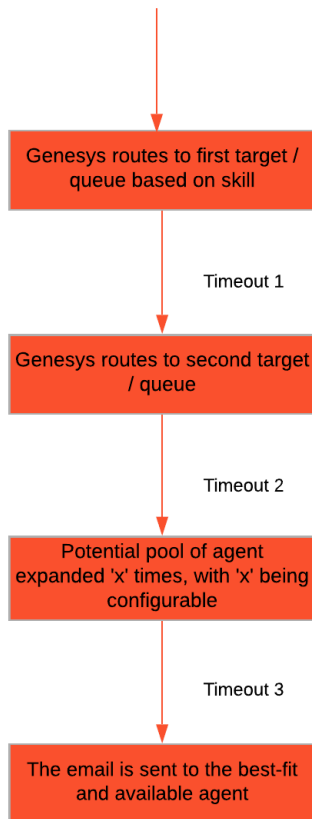 Genesys routes to first target /
queue based on skill
Timeout 1
Genesys routes to second target
/ queue
Timeout 2
Potential pool of agent
expanded 'x' times, with 'x' being
configurable
Timeout 3
The email is sent to the best-fit
and available agent